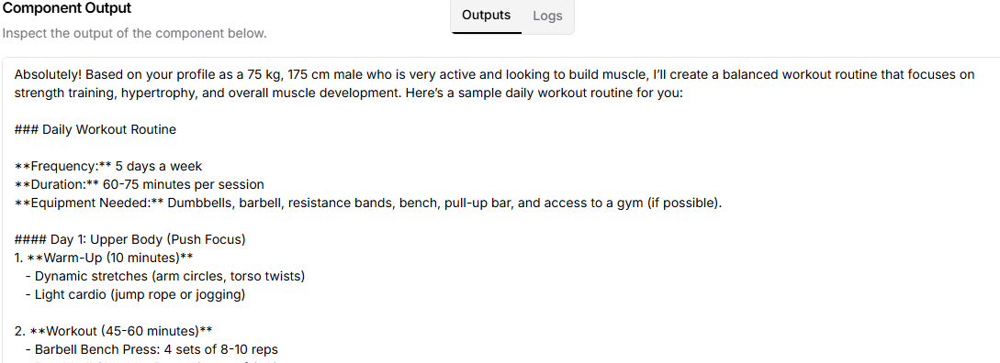 Component Output
Outputs
Logs
Inspect the output of the component below.
Absolutely! Based on your profile as a 75 kg, 175 cm male who is very active and looking to build muscle, I’ll create a balanced workout routine that focuses on
strength training, hypertrophy, and overall muscle development. Here’s a sample daily workout routine for you:
### Daily Workout Routine
**Frequency:** 5 days a week
**Duration:** 60-75 minutes per session
**Equipment Needed:** Dumbbells, barbell, resistance bands, bench, pull-up bar, and access to a gym (if possible).
#### Day 1: Upper Body (Push Focus)
1. **Warm-Up (10 minutes)**
- Dynamic stretches (arm circles, torso twists)
- Light cardio (jump rope or jogging)
2. **Workout (45-60 minutes)**
- Barbell Bench Press: 4 sets of 8-10 reps